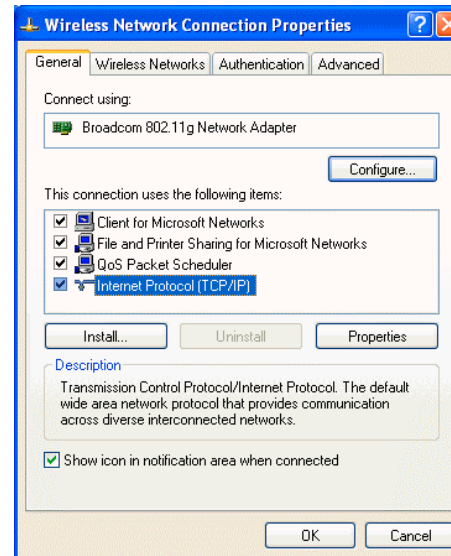 Wireless Network Connection Properties
General Wireless Networks Authentication Advanced
Connect using:
Broadcom 802.11g Network Adapter
Configure...
This connection uses the following items:
Client for Microsoft Networks
File and Printer Sharing for Microsoft Networks
QoS Packet Scheduler
Internet Protocol (TCP/IP)
Install... Uninstall Properties
Description
Transmission Control Protocol/Internet Protocol. The default
wide area network protocol that provides communication
across diverse interconnected networks.
Show icon in notification area when connected
OK Cancel